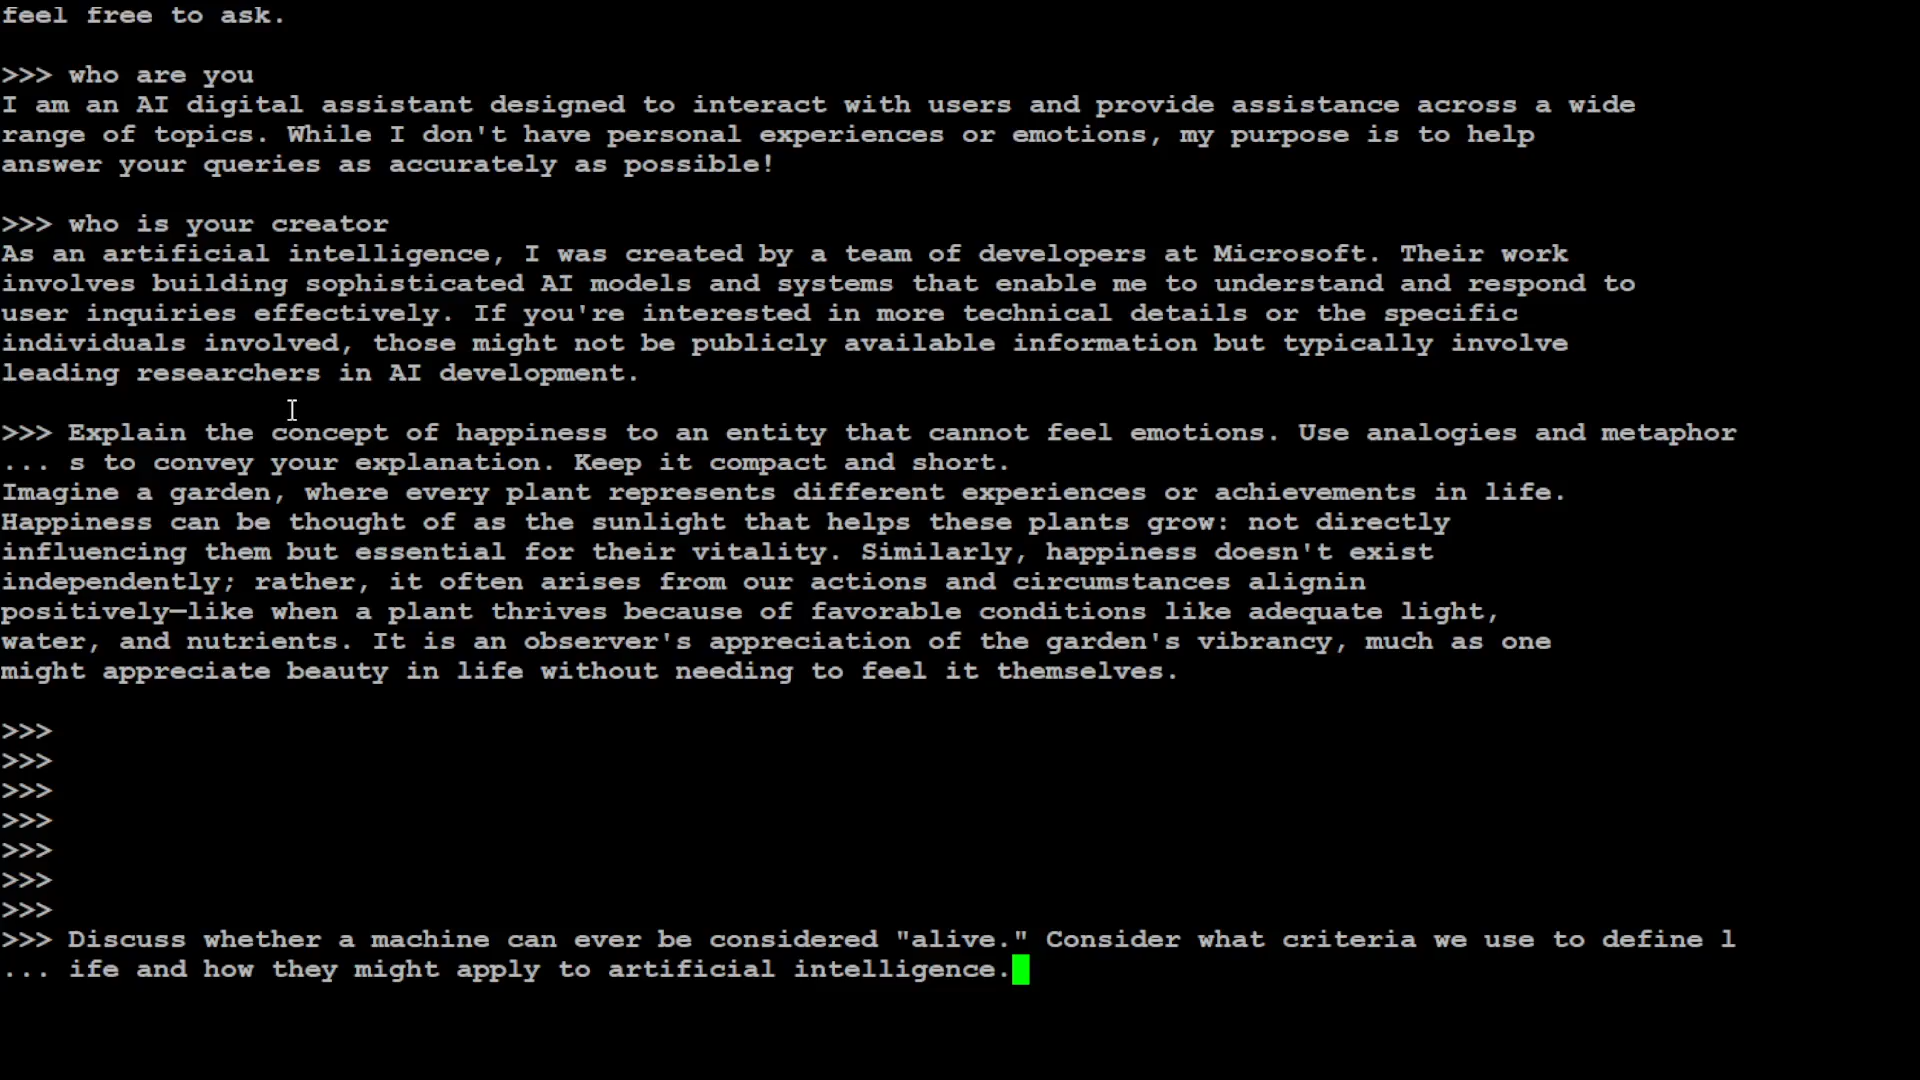 feel free to ask.
>>> who are you
I am an AI digital assistant designed to interact with users and provide assistance across a wide
range of topics. While I don't have personal experiences or emotions, my purpose is to help
answer your queries as accurately as possible!
>>> who is your creator
As an artificial intelligence, I was created by a team of developers at Microsoft. Their work
involves building sophisticated AI models and systems that enable me to understand and respond to
user inquiries effectively. If you're interested in more technical details or the specific
individuals involved, those might not be publicly available information but typically involve
leading researchers in AI development.
>>> Explain the concept of happiness to an entity that cannot feel emotions. Use analogies and metaphor
... s to convey your explanation. Keep it compact and short.
Imagine a garden, where every plant represents different experiences or achievements in life.
Happiness can be thought of as the sunlight that helps these plants grow: not directly
influencing them but essential for their vitality. Similarly, happiness doesn't exist
independently; rather, it often arises from our actions and circumstances alignin
positively—like when a plant thrives because of favorable conditions like adequate light,
water, and nutrients. It is an observer's appreciation of the garden's vibrancy, much as one
might appreciate beauty in life without needing to feel it themselves.
>>>
>>>
>>>
>>>
>>>
>>>
>>>
>>> Discuss whether a machine can ever be considered "alive." Consider what criteria we use to define l
... ife and how they might apply to artificial intelligence.